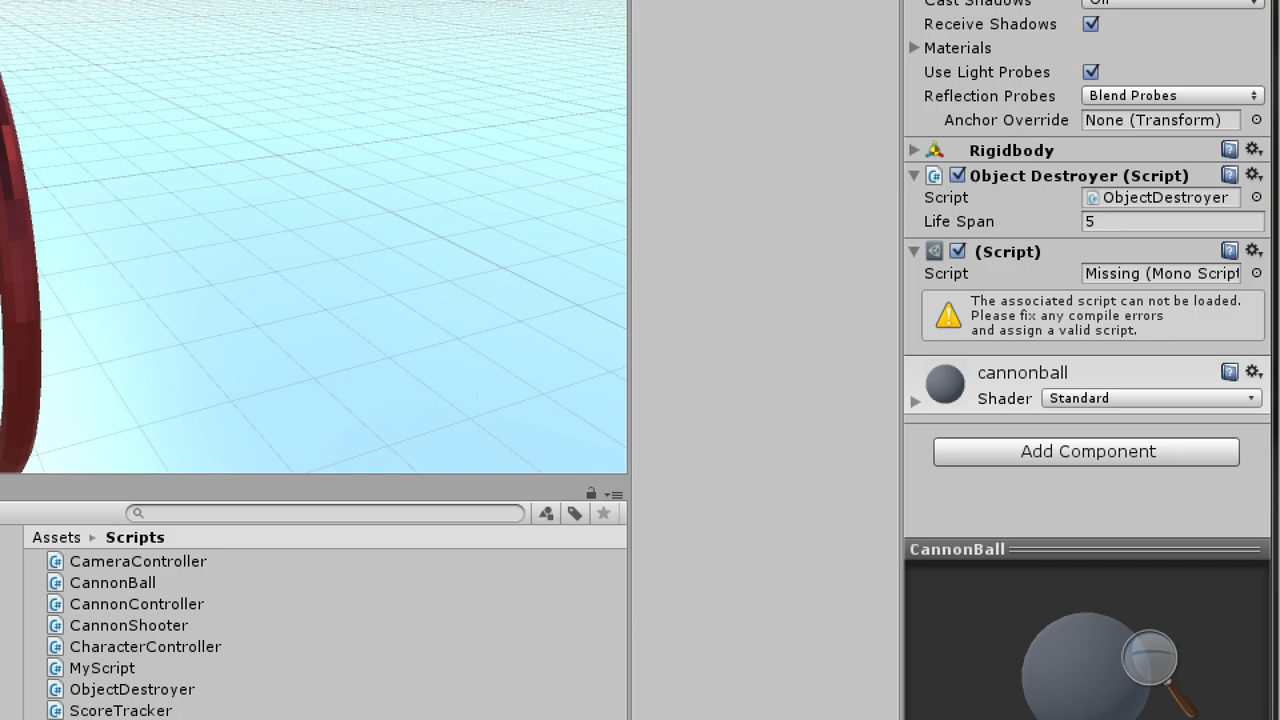 Cast Shadows
Off
Receive Shadows
Materials
Use Light Probes
Reflection Probes
Blend Probes
Anchor Override
None (Transform)
Rigidbody
Object Destroyer (Script)
Script
ObjectDestroyer
Life Span
5
(Script)
Script
Missing (Mono Script
The associated script can not be loaded.
Please fix any compile errors
and assign a valid script.
cannonball
Shader
Standard
Add Component
Assets
Scripts
CameraController
CannonBall
CannonController
CannonShooter
CharacterController
MyScript
ObjectDestroyer
ScoreTracker
CannonBall